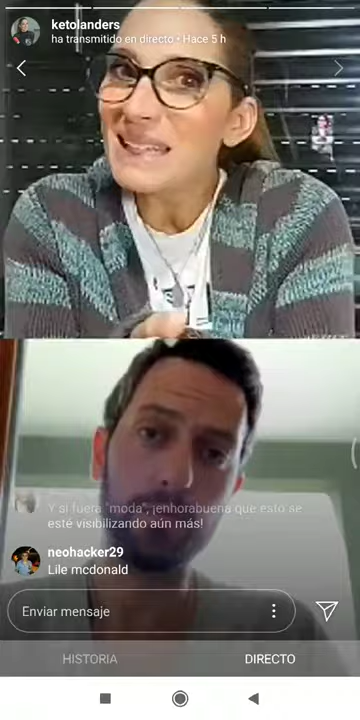 ketolanders
ha transmitido en directo • Hace 5 h
Y si fuera "moda", ¡enhorabuena que esto se
esté visibilizando aún más!
neohacker29
Lile mcdonald
Enviar mensaje
HISTORIA
DIRECTO